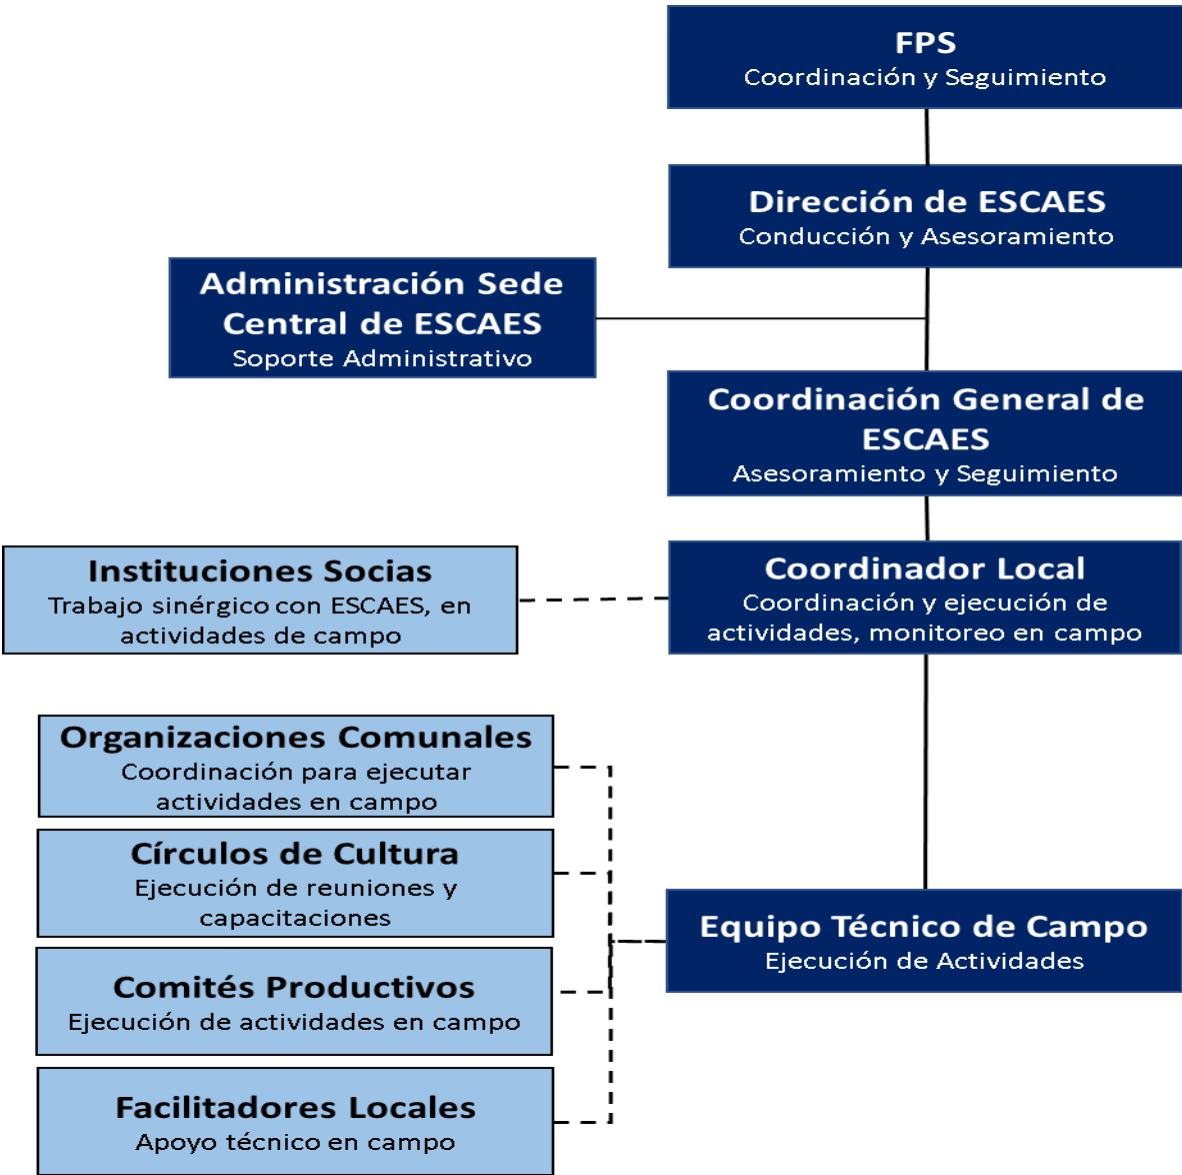 FPS
Coordinación y Seguimiento
Dirección de ESCAES
Conducción y Asesoramiento
Administración Sede
Central de ESCAES
Soporte Administrativo
Coordinación General de
ESCAES
Asesoramiento y Seguimiento
Instituciones Socias
Trabajo sinérgico con ESCAES, en
actividades de campo
Coordinador Local
Coordinación y ejecución de
actividades, monitoreo en campo
Organizaciones Comunales
Coordinación para ejecutar
actividades en campo
Círculos de Cultura
Ejecución de reuniones y
capacitaciones
Equipo Técnico de Campo
Ejecución de Actividades
Comités Productivos
Ejecución de actividades en campo
Facilitadores Locales
Apoyo técnico en campo